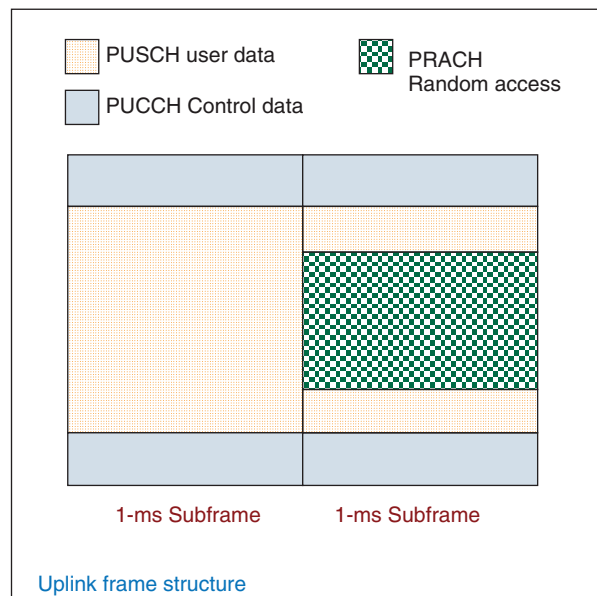 PUSCH user data
PUCCH Control data
PRACH
Random access
1-ms Subframe
1-ms Subframe
Uplink frame structure